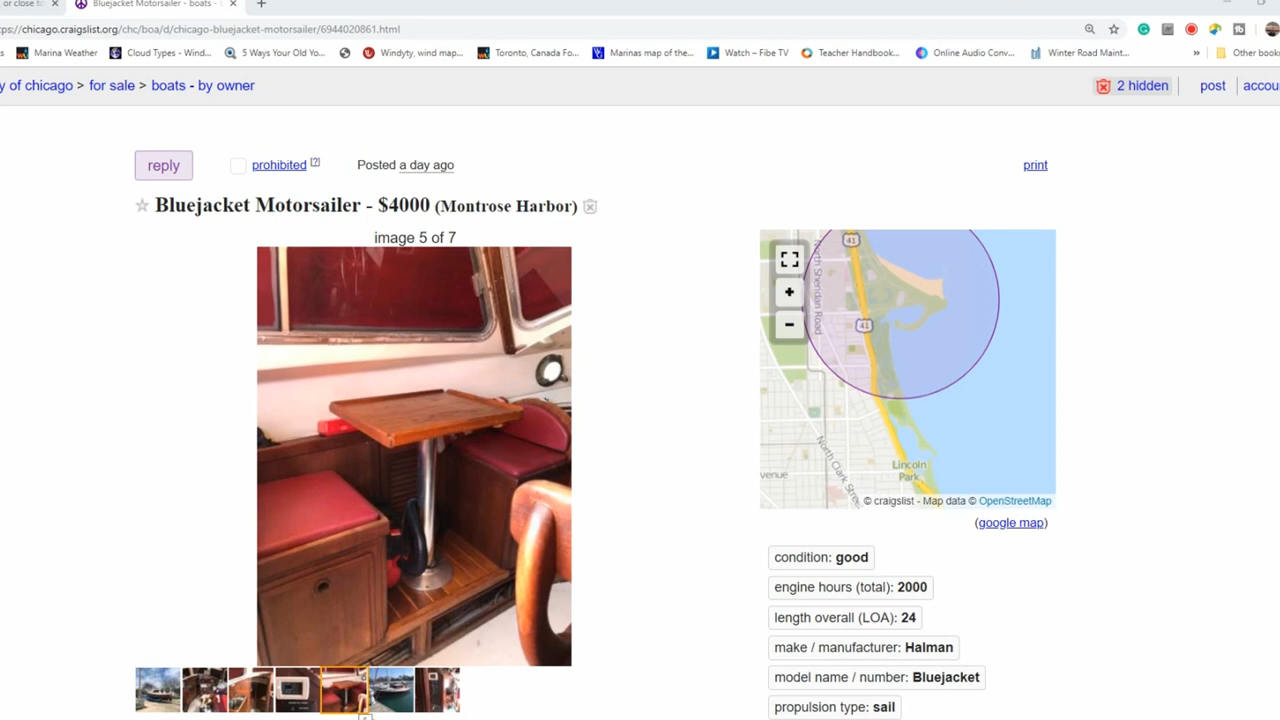 or close to
Bluejacket Motorsailer - boats -
ps://chicago.craigslist.org/chc/boa/d/chicago-bluejacket-motorsailer/6944020861.html
s Marina Weather Cloud Types - Wind... 5 Ways Your Old Yo... Windyty, wind map... Toronto, Canada Fo... Marinas map of the... Watch – Fibe TV Teacher Handbook... Online Audio Conv... Winter Road Maint... » Other book
y of chicago > for sale > boats - by owner
2 hidden post accou
reply prohibited [?] Posted a day ago print
Bluejacket Motorsailer - $4000 (Montrose Harbor)
image 5 of 7
41
North Sheridan Road
+
41
−
North Clark Stre
Lincoln
Park
venue
© craigslist - Map data © OpenStreetMap
(google map)
condition: good
engine hours (total): 2000
length overall (LOA): 24
make / manufacturer: Halman
model name / number: Bluejacket
propulsion type: sail